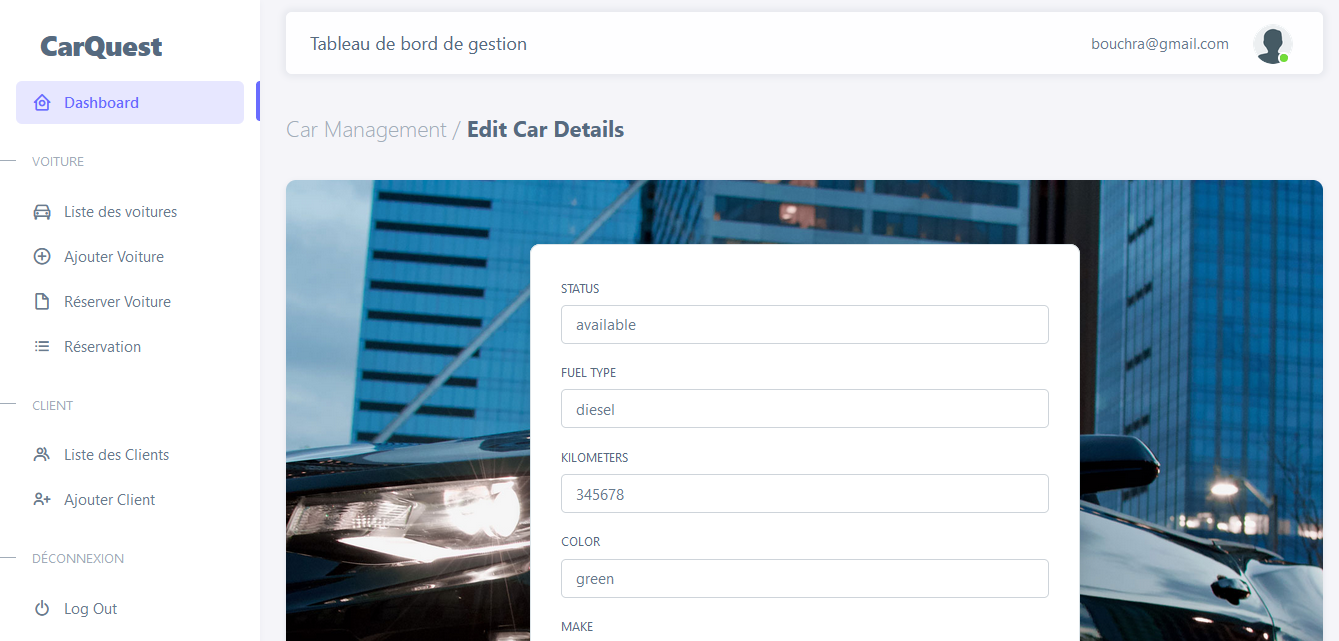 CarQuest
Dashboard
VOITURE
Liste des voitures
Ajouter Voiture
Réserver Voiture
Réservation
CLIENT
Liste des Clients
Ajouter Client
DÉCONNEXION
Log Out
Tableau de bord de gestion
bouchra@gmail.com
Car Management / Edit Car Details
STATUS
available
FUEL TYPE
diesel
KILOMETERS
345678
COLOR
green
MAKE